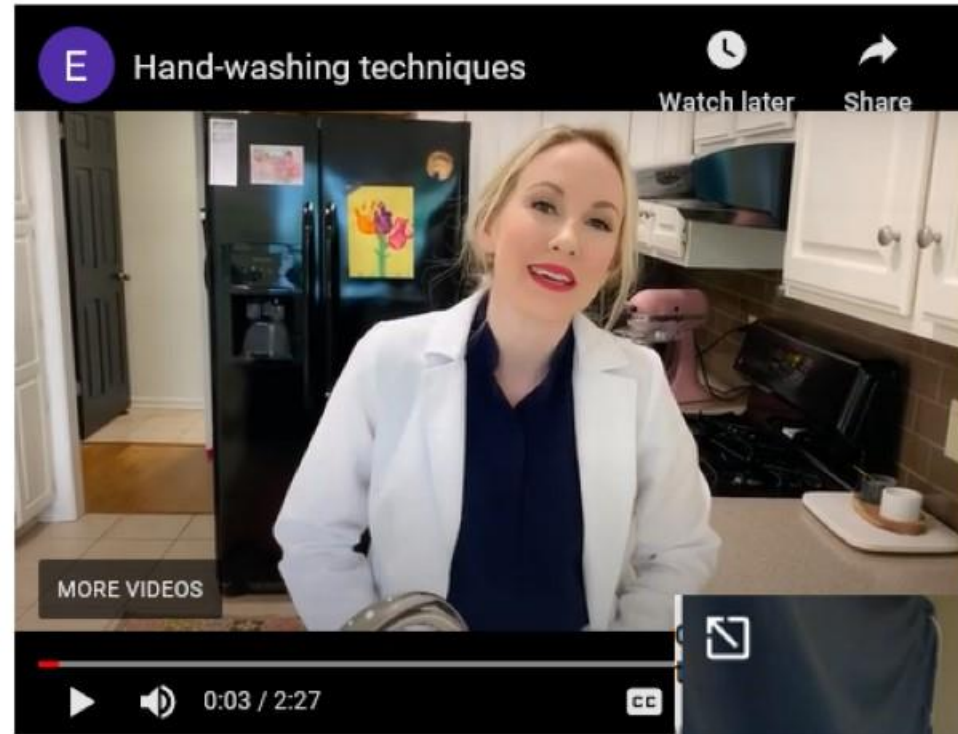 E
Hand-washing techniques
Watch later
Share
MORE VIDEOS
0:03 / 2:27
CC